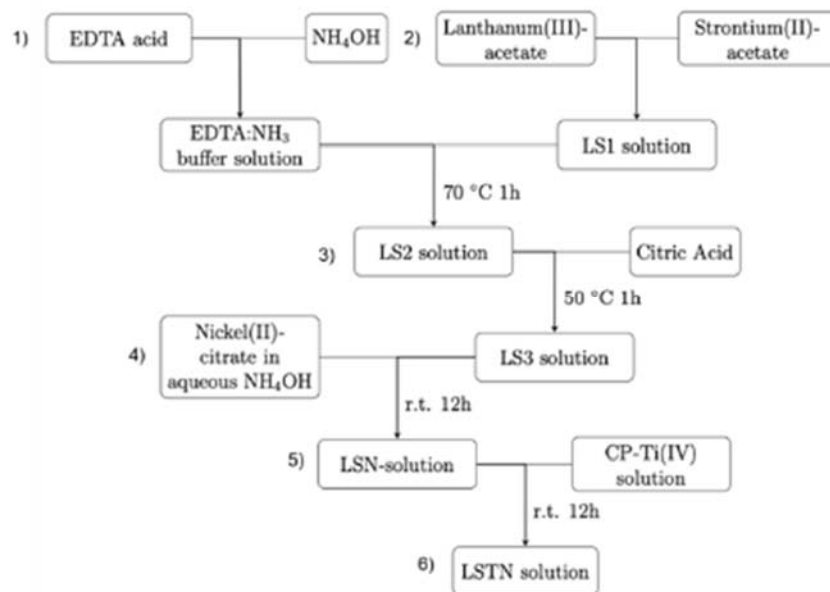 1) EDTA acid
NH₄OH
2) Lanthanum(III)-
acetate
Strontium(II)-
acetate
EDTA:NH₃
buffer solution
LS1 solution
70 °C 1h
3) LS2 solution
Citric Acid
50 °C 1h
4) Nickel(II)-
citrate in
aqueous NH₄OH
LS3 solution
r.t. 12h
5) LSN-solution
CP-Ti(IV)
solution
r.t. 12h
6) LSTN solution